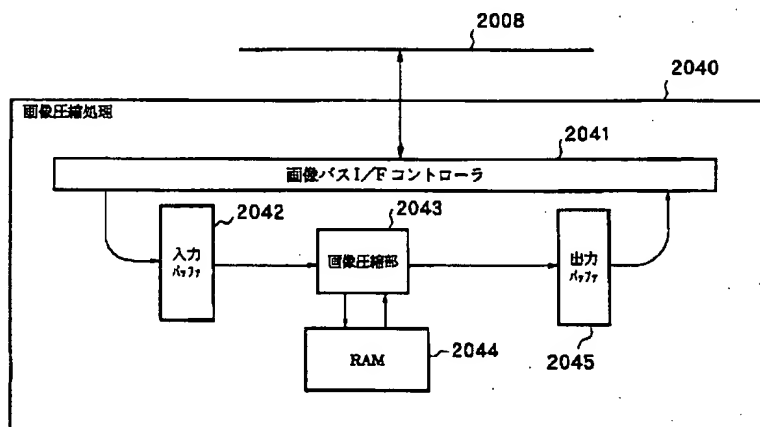 2008
2040
画像圧縮処理
2041
画像バスI/Fコントローラ
2042
入力
バッファ
2043
画像圧縮部
出力
バッファ
RAM
2044
2045